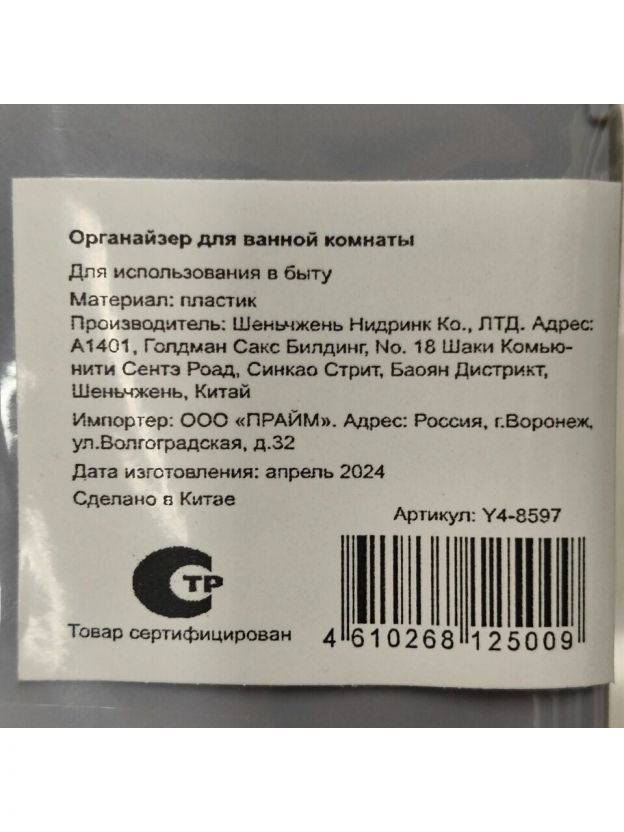 Органайзер для ванной комнаты
Для использования в быту
Материал: пластик
Производитель: Шеньчжень Нидринк Ко., ЛТД. Адрес:
А1401, Голдман Сакс Билдинг, No. 18 Шаки Комью-
нити Сентэ Роад, Синкао Стрит, Баоян Дистрикт,
Шеньчжень, Китай
Импортер: ООО «ПРАЙМ». Адрес: Россия, г.Воронеж,
ул.Волгоградская, д.32
Дата изготовления: апрель 2024
Сделано в Китае
Артикул: Y4-8597
СТР
Товар сертифицирован
4 610268 125009